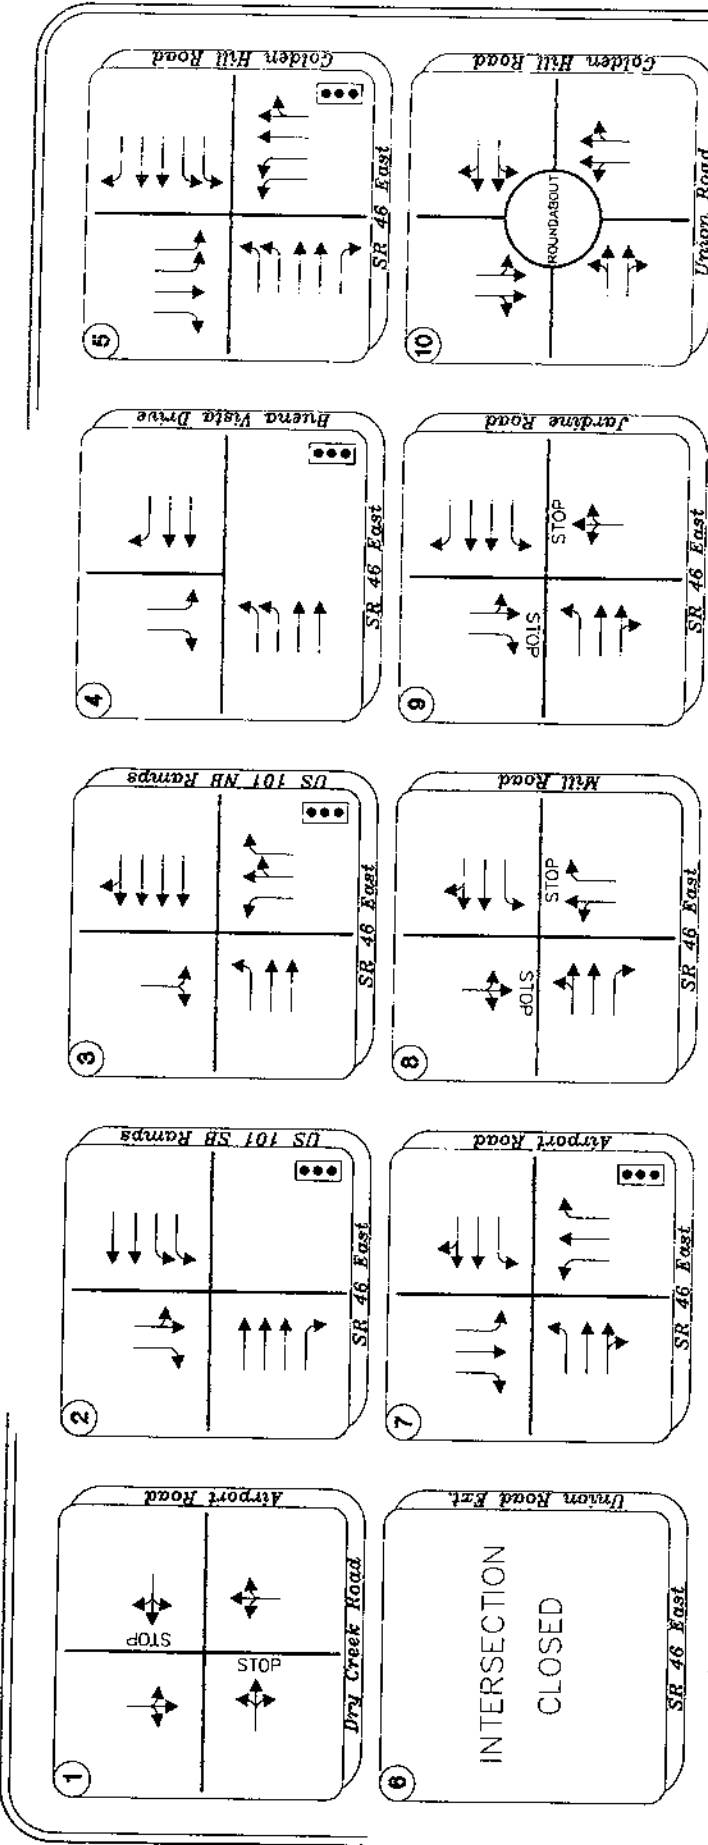 1
STOP
STOP
Airport Road
Dry Creek Road
2
US 101 SB Ramps
SR 46 East
3
US 101 NB Ramps
SR 46 East
4
Buena Vista Drive
SR 46 East
5
Golden Hill Road
SR 46 East
6
INTERSECTION
CLOSED
Union Road Ext.
SR 46 East
7
Airport Road
SR 46 East
8
STOP
STOP
Mill Road
SR 46 East
9
STOP
STOP
Jardine Road
SR 46 East
10
ROUNDABOUT
Golden Hill Road
Union Road